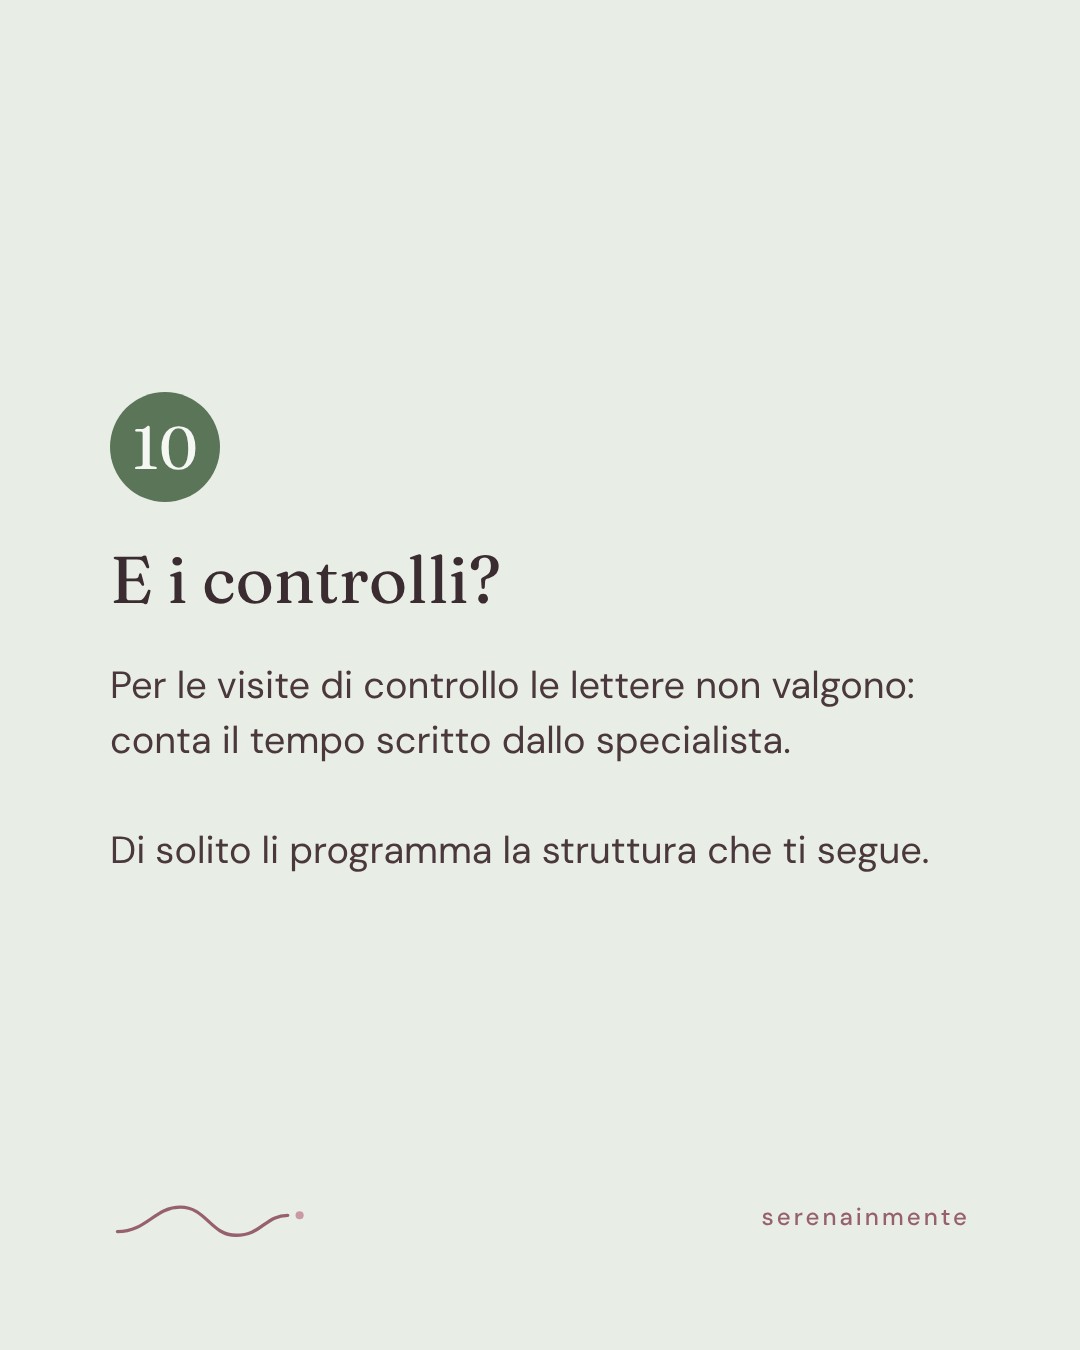 10
E i controlli?
Per le visite di controllo le lettere non valgono:
conta il tempo scritto dallo specialista.
Di solito li programma la struttura che ti segue.
serenainmente